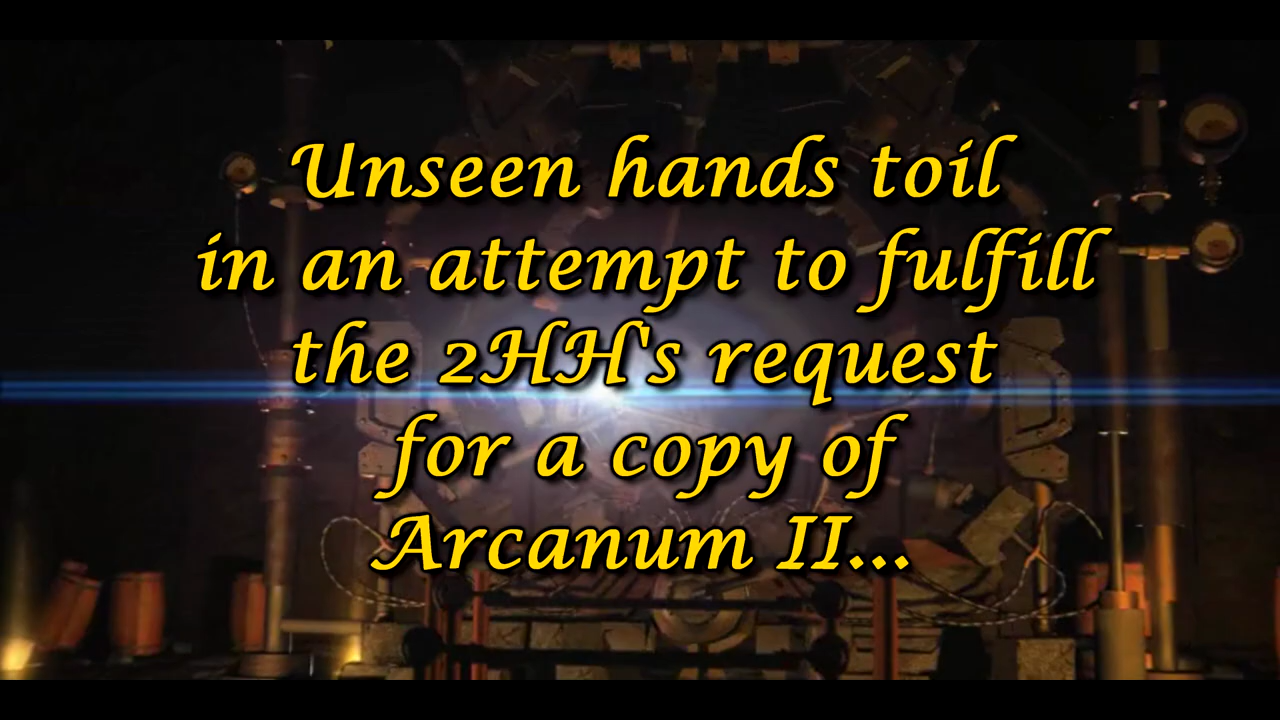 Unseen hands toil
in an attempt to fulfill
the 2HH's request
for a copy of
Arcanum II...